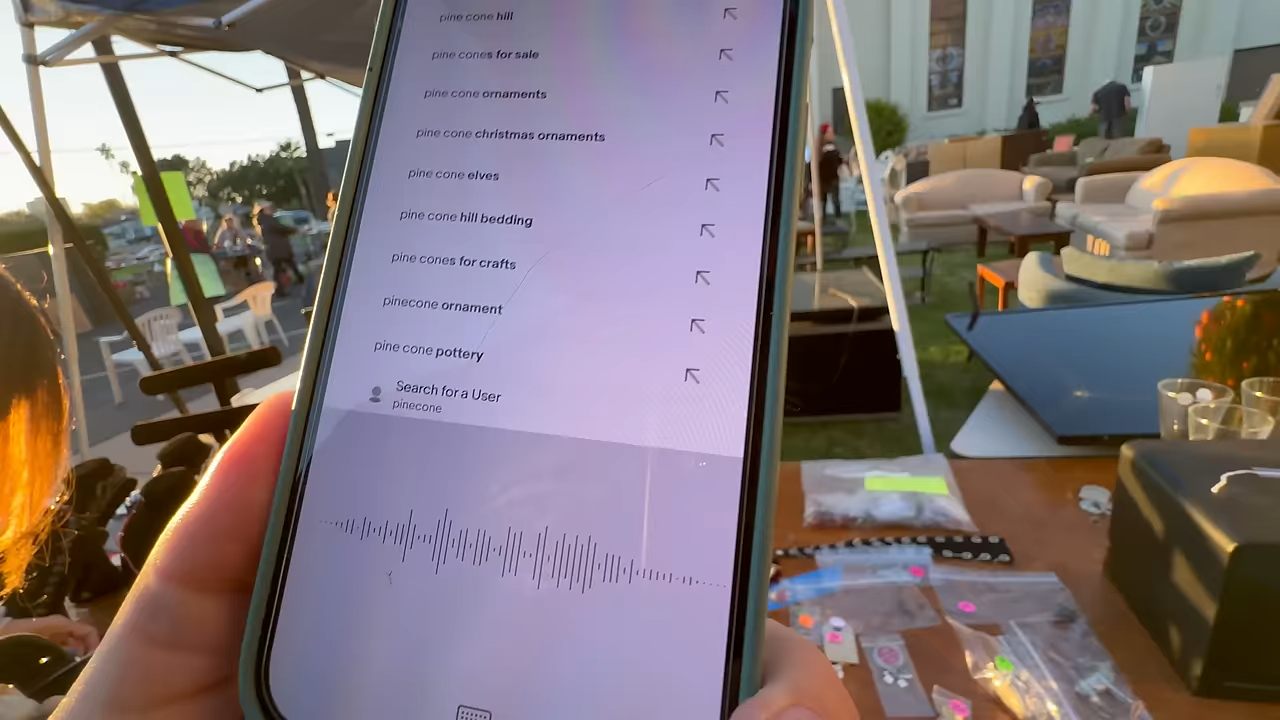 pine cone hill
pine cones for sale
pine cone ornaments
pine cone christmas ornaments
pine cone elves
pine cone hill bedding
pine cones for crafts
pinecone ornament
pine cone pottery
Search for a User
pinecone